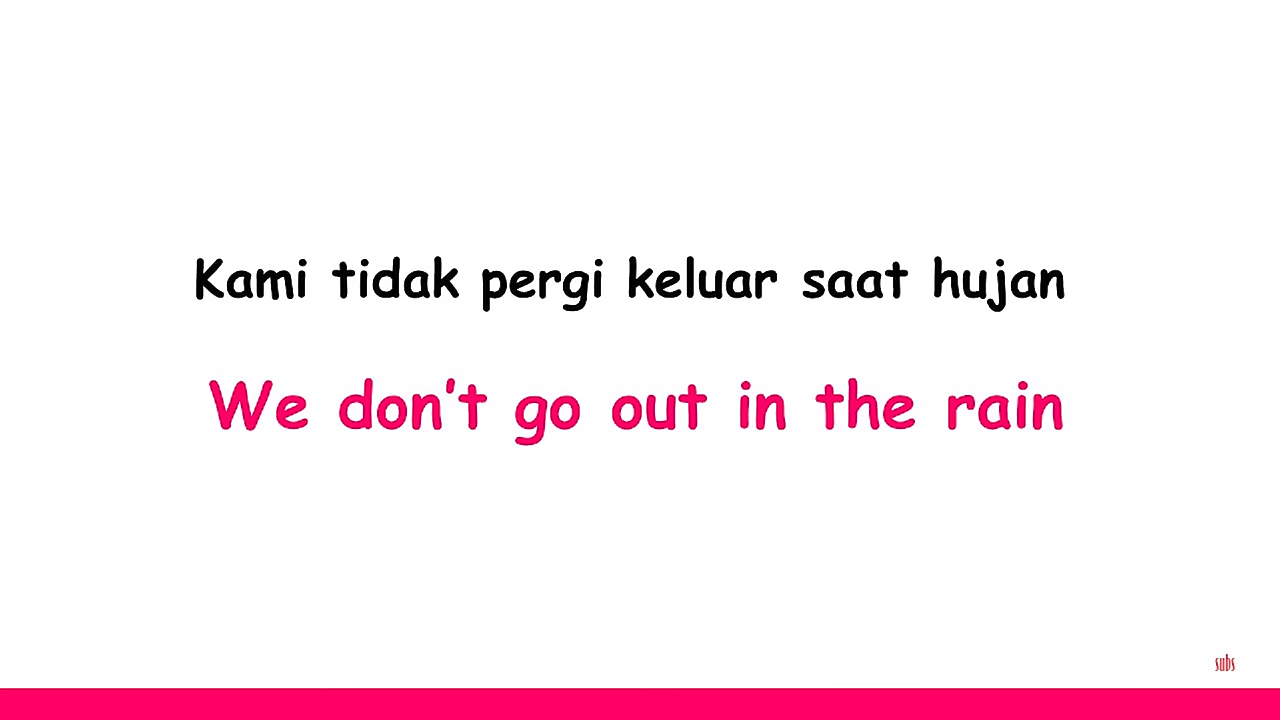 Kami tidak pergi keluar saat hujan
We don't go out in the rain
subs